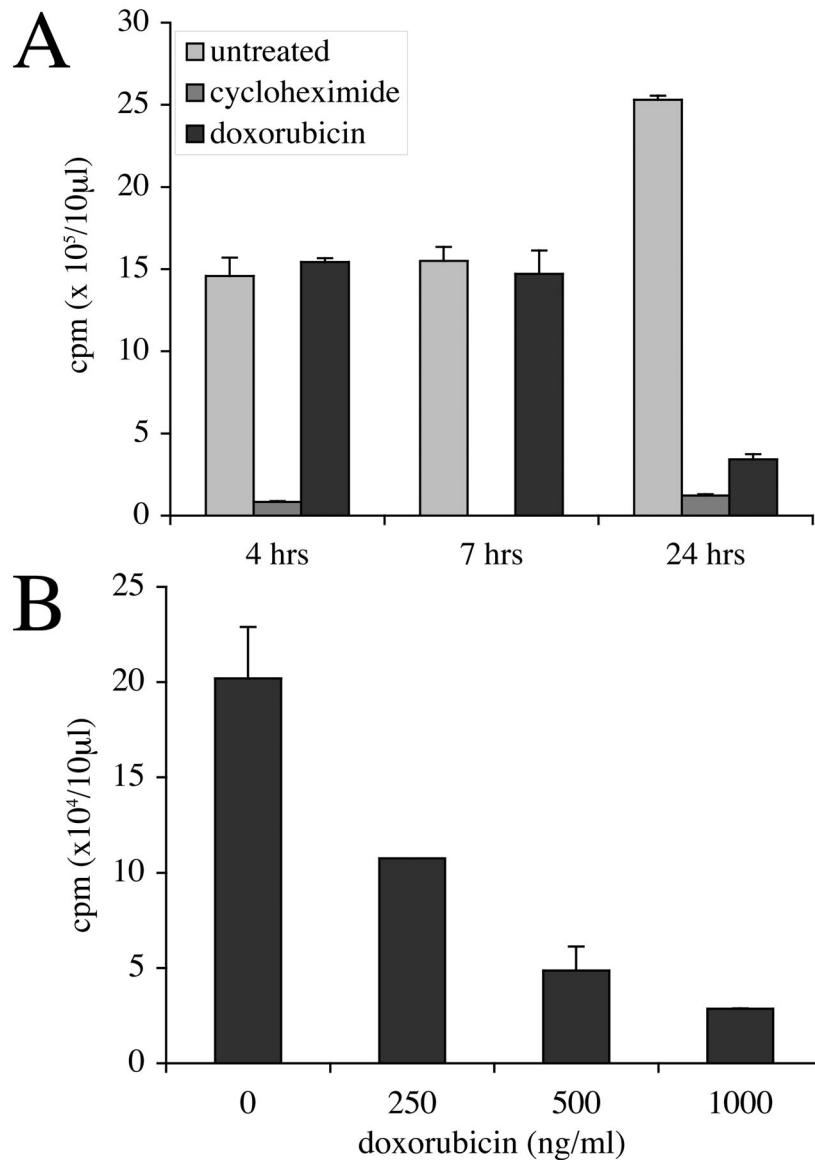 A
30
25
20
15
10
5
0
cpm (x 10⁵/10µl)
untreated
cycloheximide
doxorubicin
4 hrs 7 hrs 24 hrs
B
25
20
15
10
5
0
cpm (x10⁴/10µl)
0 250 500 1000
doxorubicin (ng/ml)